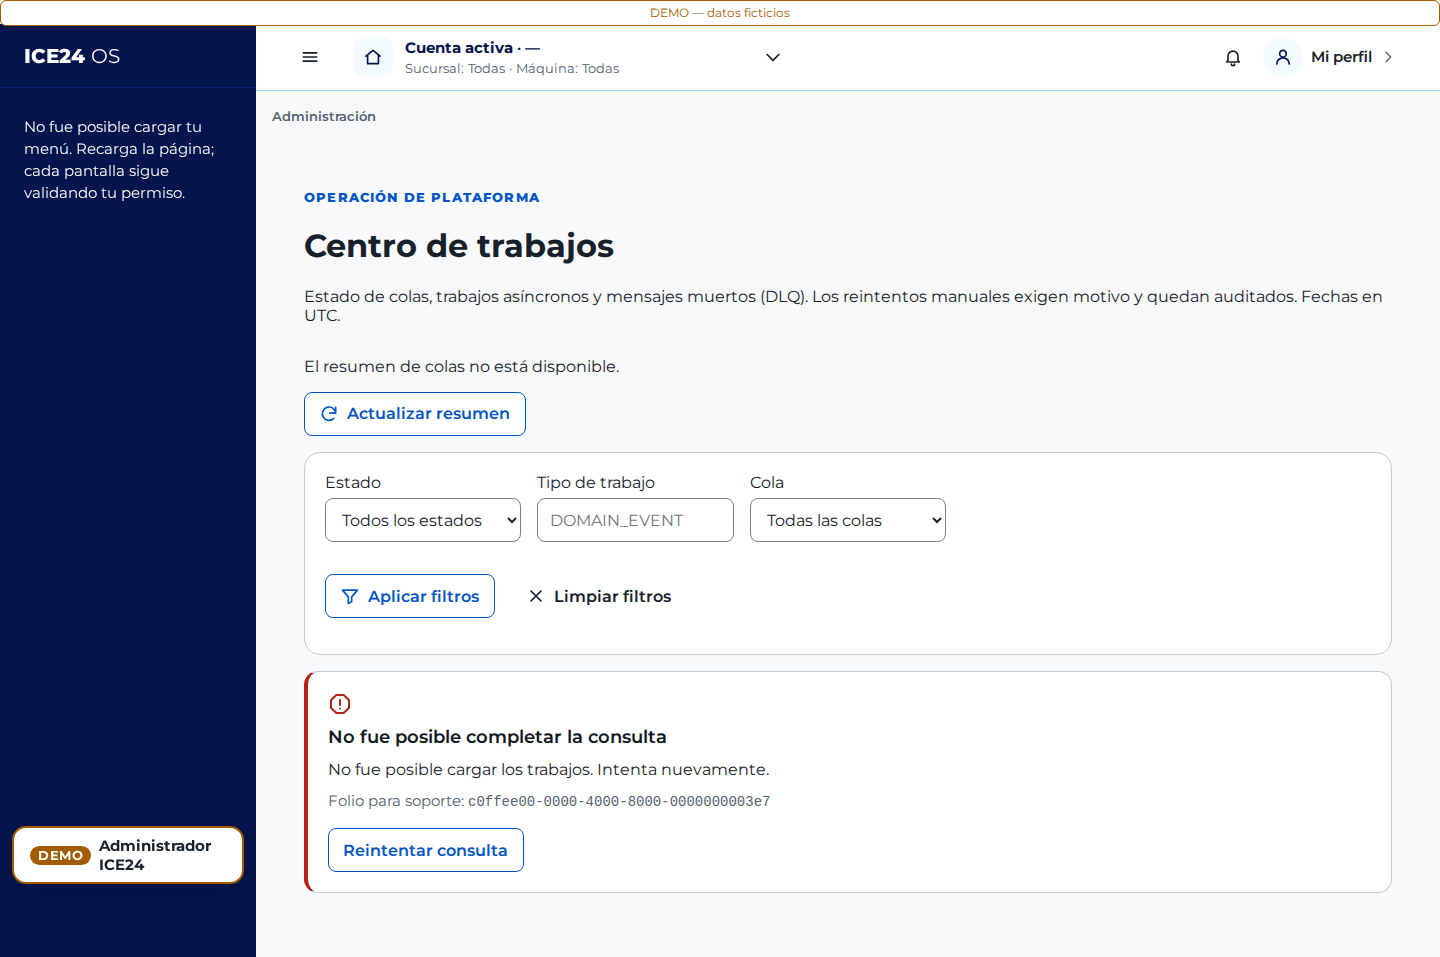 DEMO — datos ficticios
ICE24 OS
Cuenta activa · —
Sucursal: Todas · Máquina: Todas
Mi perfil
No fue posible cargar tu
menú. Recarga la página;
cada pantalla sigue
validando tu permiso.
Administración
OPERACIÓN DE PLATAFORMA
Centro de trabajos
Estado de colas, trabajos asíncronos y mensajes muertos (DLQ). Los reintentos manuales exigen motivo y quedan auditados. Fechas en
UTC.
El resumen de colas no está disponible.
Actualizar resumen
Estado
Tipo de trabajo
Cola
Todos los estados
DOMAIN_EVENT
Todas las colas
Aplicar filtros
Limpiar filtros
No fue posible completar la consulta
No fue posible cargar los trabajos. Intenta nuevamente.
Folio para soporte: c0ffee00-0000-4000-8000-0000000003e7
Reintentar consulta
DEMO
Administrador
ICE24